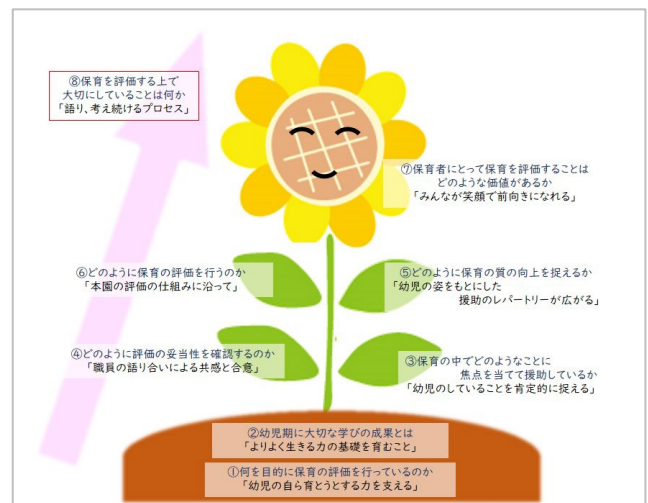 ⑧保育を評価する上で
大切にしていることは何か
「語り、考え続けるプロセス」
⑦保育者にとって保育を評価することは
どのような価値があるか
「みんなが笑顔で前向きになれる」
⑥どのように保育の評価を行うのか
「本園の評価の仕組みに沿って」
⑤どのように保育の質の向上を捉えるか
「幼児の姿をもとにした
援助のレパートリーが広がる」
④どのように評価の妥当性を確認するのか
「職員の語り合いによる共感と合意」
③保育の中でどのようなことに
焦点を当てて援助しているか
「幼児のしていることを肯定的に捉える」
②幼児期に大切な学びの成果とは
「よりよく生きる力の基礎を育むこと」
①何を目的に保育の評価を行っているのか
「幼児の自ら育とうとする力を支える」